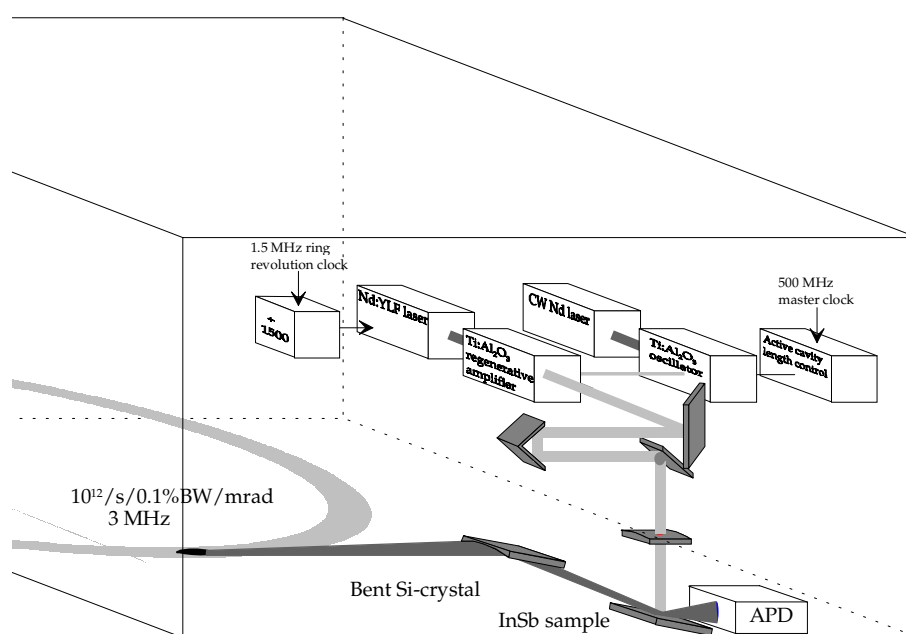 1.5 MHz ring
revolution clock
÷
1500
Nd:YLF laser
CW Nd laser
500 MHz
master clock
Ti:Al₂O₃
regenerative
amplifier
Ti:Al₂O₃
oscillator
Active cavity
length control
10¹²/s/0.1%BW/mrad
3 MHz
Bent Si-crystal
InSb sample
APD